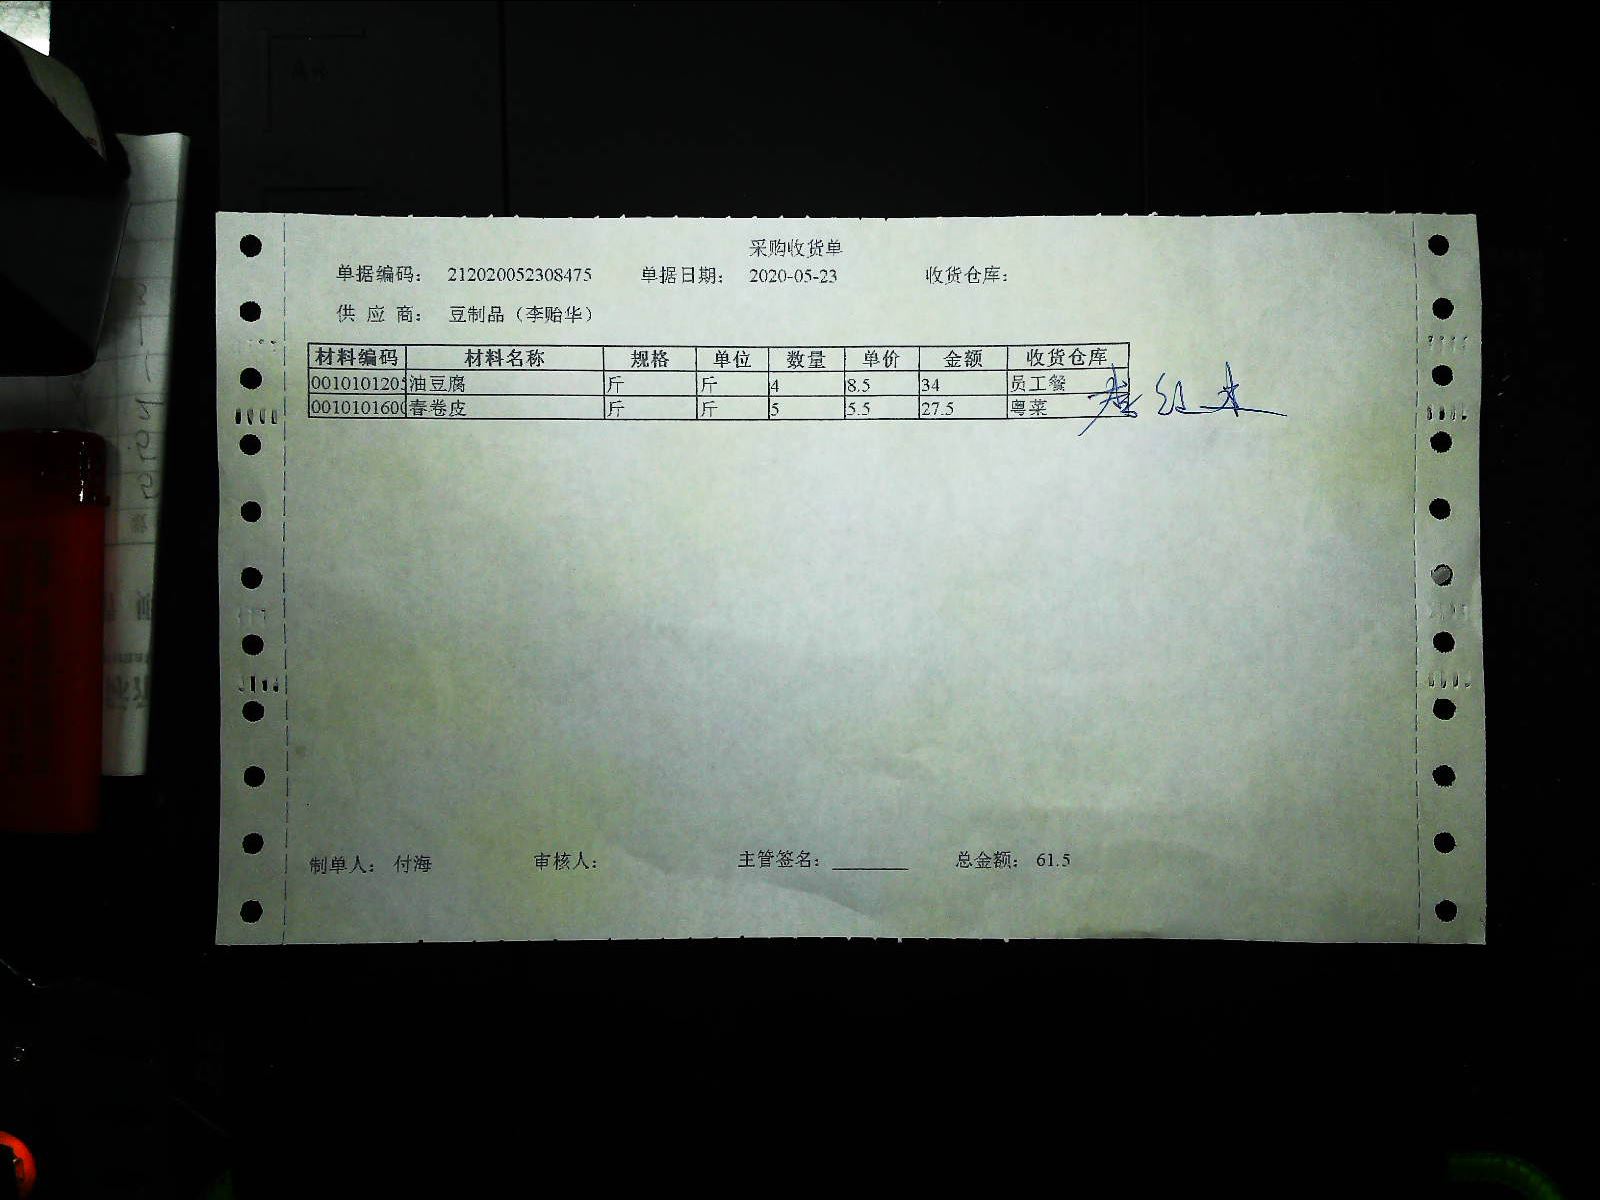 采购收货单
单据编码： 212020052308475 单据日期： 2020-05-23 收货仓库：
供 应 商： 豆制品（李贻华）
材料编码 材料名称 规格 单位 数量 单价 金额 收货仓库
0010101205 油豆腐 斤 斤 4 8.5 34 员工餐
001010160 春卷皮 斤 斤 5 5.5 27.5 粤菜
制单人： 付海 审核人： 主管签名： 总金额： 61.5